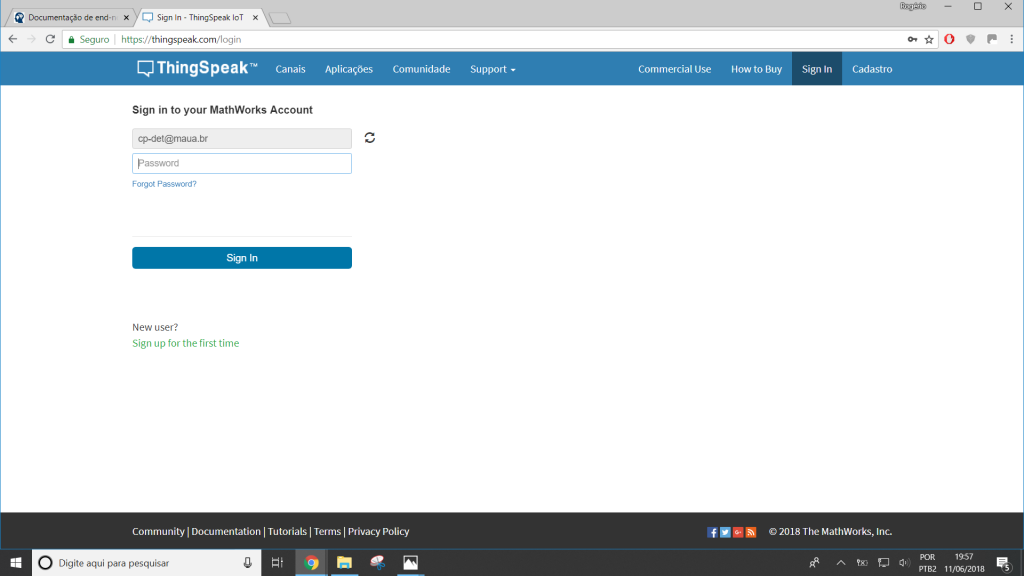 Documentação de end-n
Sign In - ThingSpeak IoT
Rogério
Seguro | https://thingspeak.com/login
ThingSpeak™ Canais Aplicações Comunidade Support Commercial Use How to Buy Sign In Cadastro
Sign in to your MathWorks Account
cp-det@maua.br
Password
Forgot Password?
Sign In
New user?
Sign up for the first time
Community | Documentation | Tutorials | Terms | Privacy Policy
© 2018 The MathWorks, Inc.
Digite aqui para pesquisar
POR
PTB2
19:57
11/06/2018
5